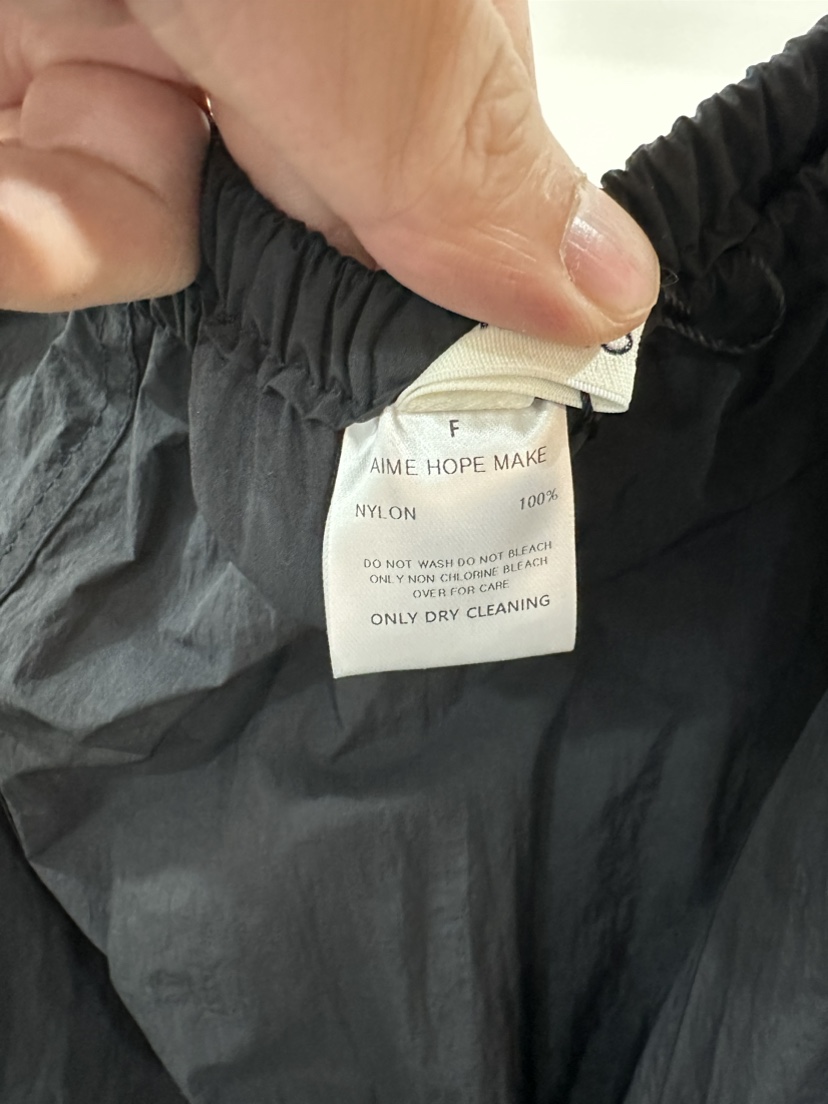 F
AIME HOPE MAKE
NYLON 100%
DO NOT WASH DO NOT BLEACH
ONLY NON CHLORINE BLEACH
OVER FOR CARE
ONLY DRY CLEANING